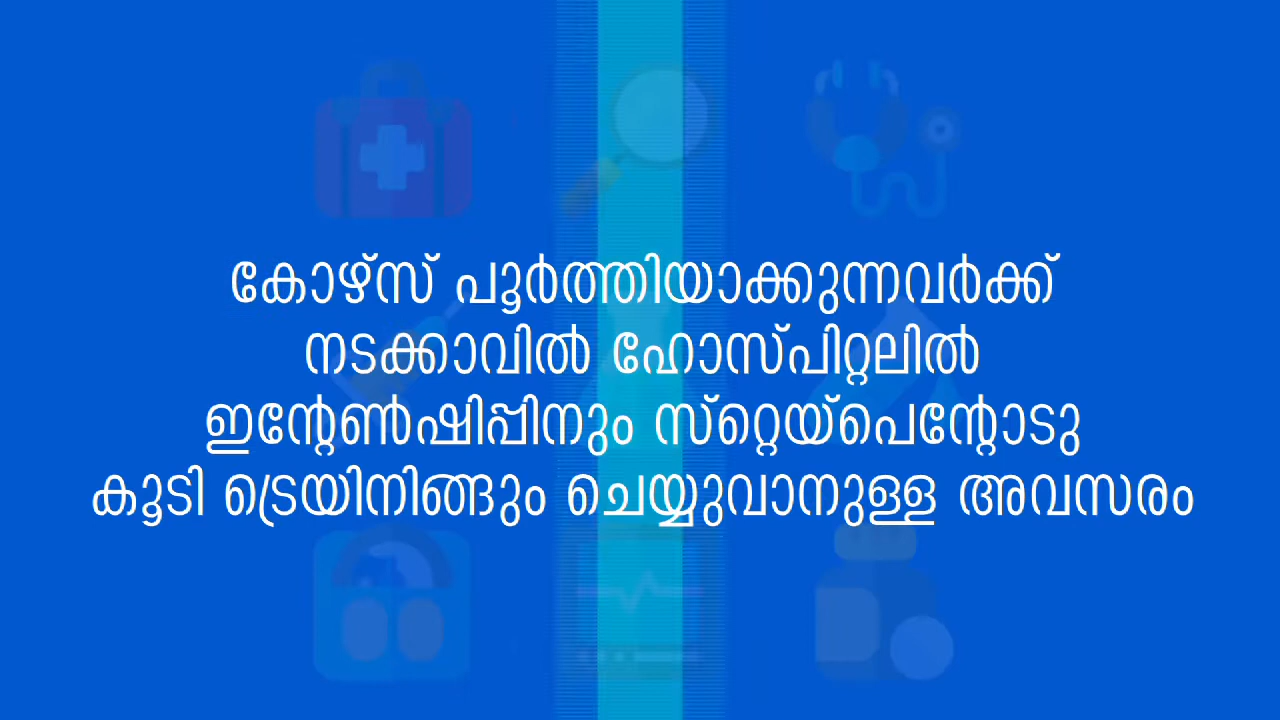 കോഴ്സ് പൂർത്തിയാക്കുന്നവർക്ക്
നടക്കാവിൽ ഹോസ്പിറ്റലിൽ
ഇന്റേൺഷിപ്പിനും സ്റ്റെയ്പെന്റോടു
കൂടി ട്രെയിനിങ്ങും ചെയ്യുവാനുള്ള അവസരം